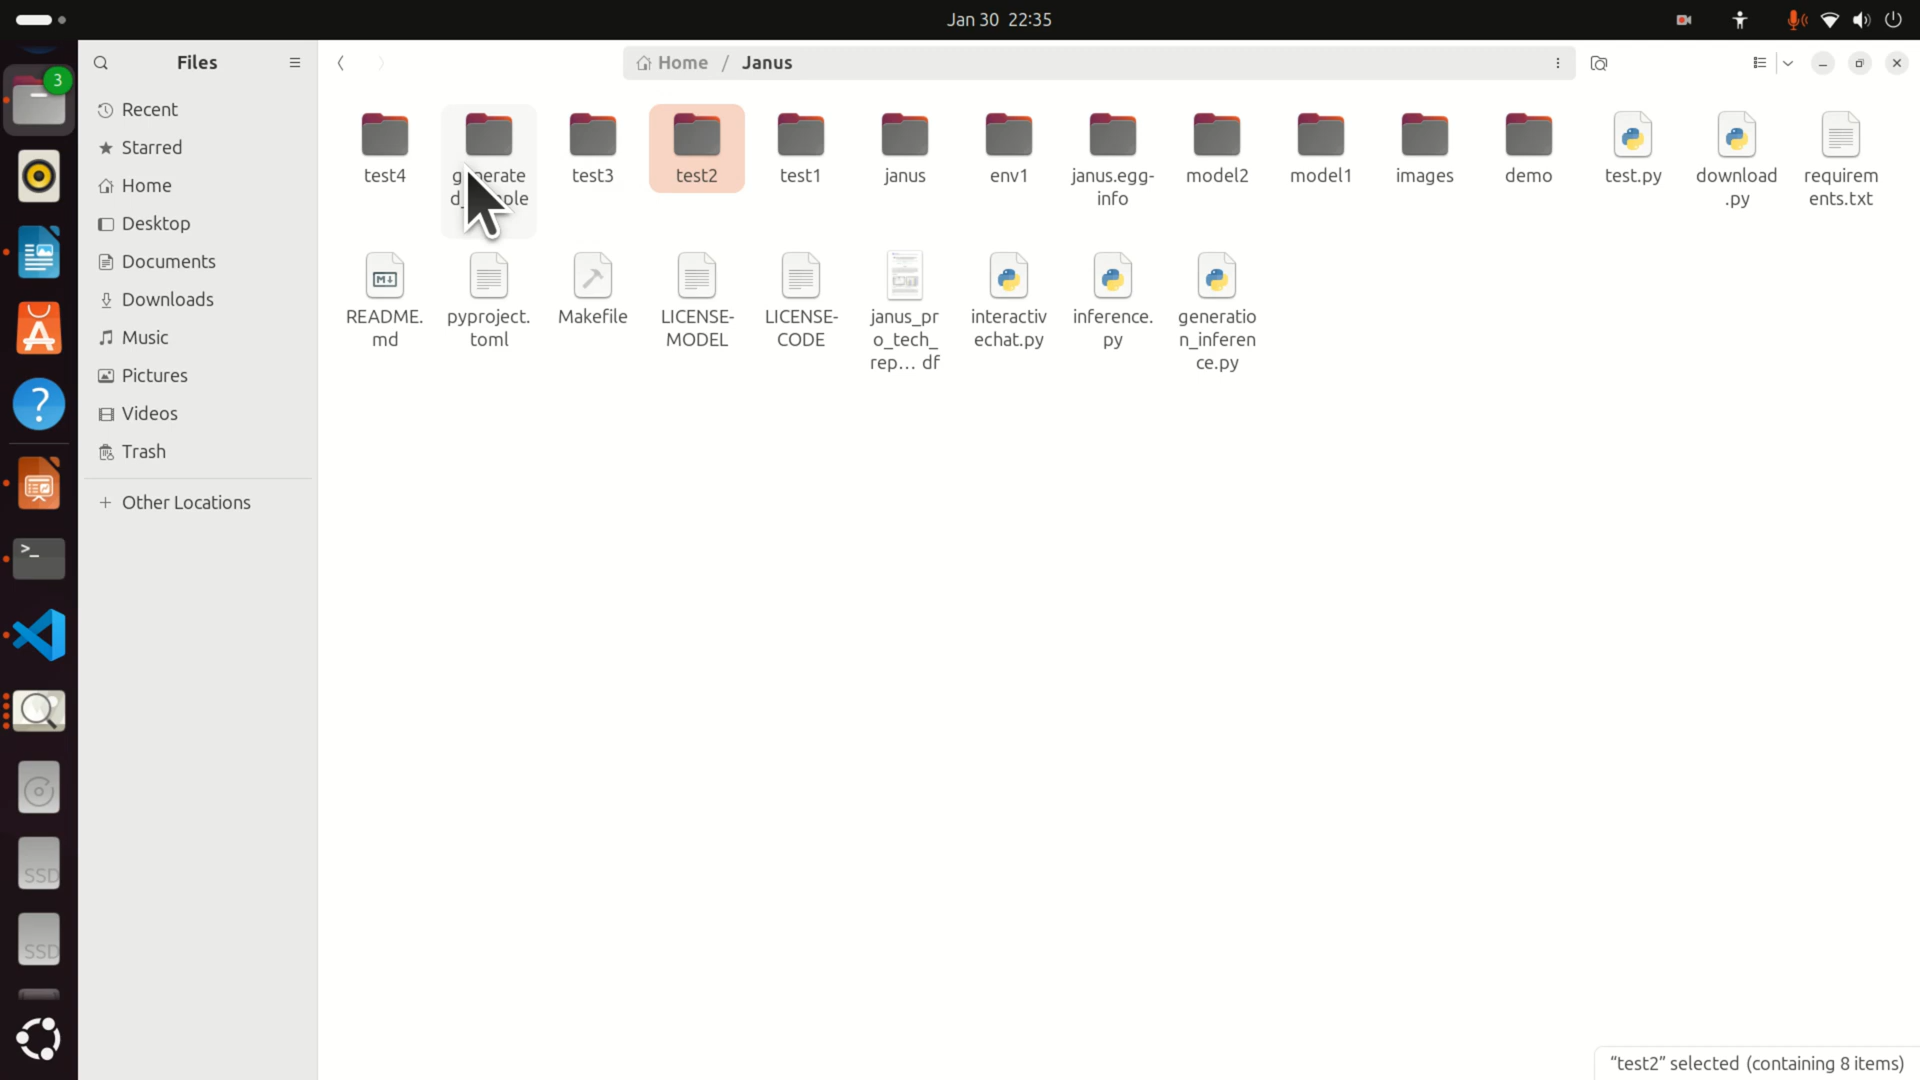 Jan 30 22:35
3
Files
Home / Janus
Recent
Starred
Home
Desktop
Documents
Downloads
Music
Pictures
Videos
Trash
Other Locations
test4
test3
test2
test1
janus
env1
janus.egg-
info
model2
model1
images
demo
test.py
download
.py
requirem
ents.txt
README.
md
pyproject.
toml
Makefile
LICENSE-
MODEL
LICENSE-
CODE
janus_pr
o_tech_
rep... df
interactiv
echat.py
inference.
py
generatio
n_inferen
ce.py
SSD
SSD
"test2" selected (containing 8 items)